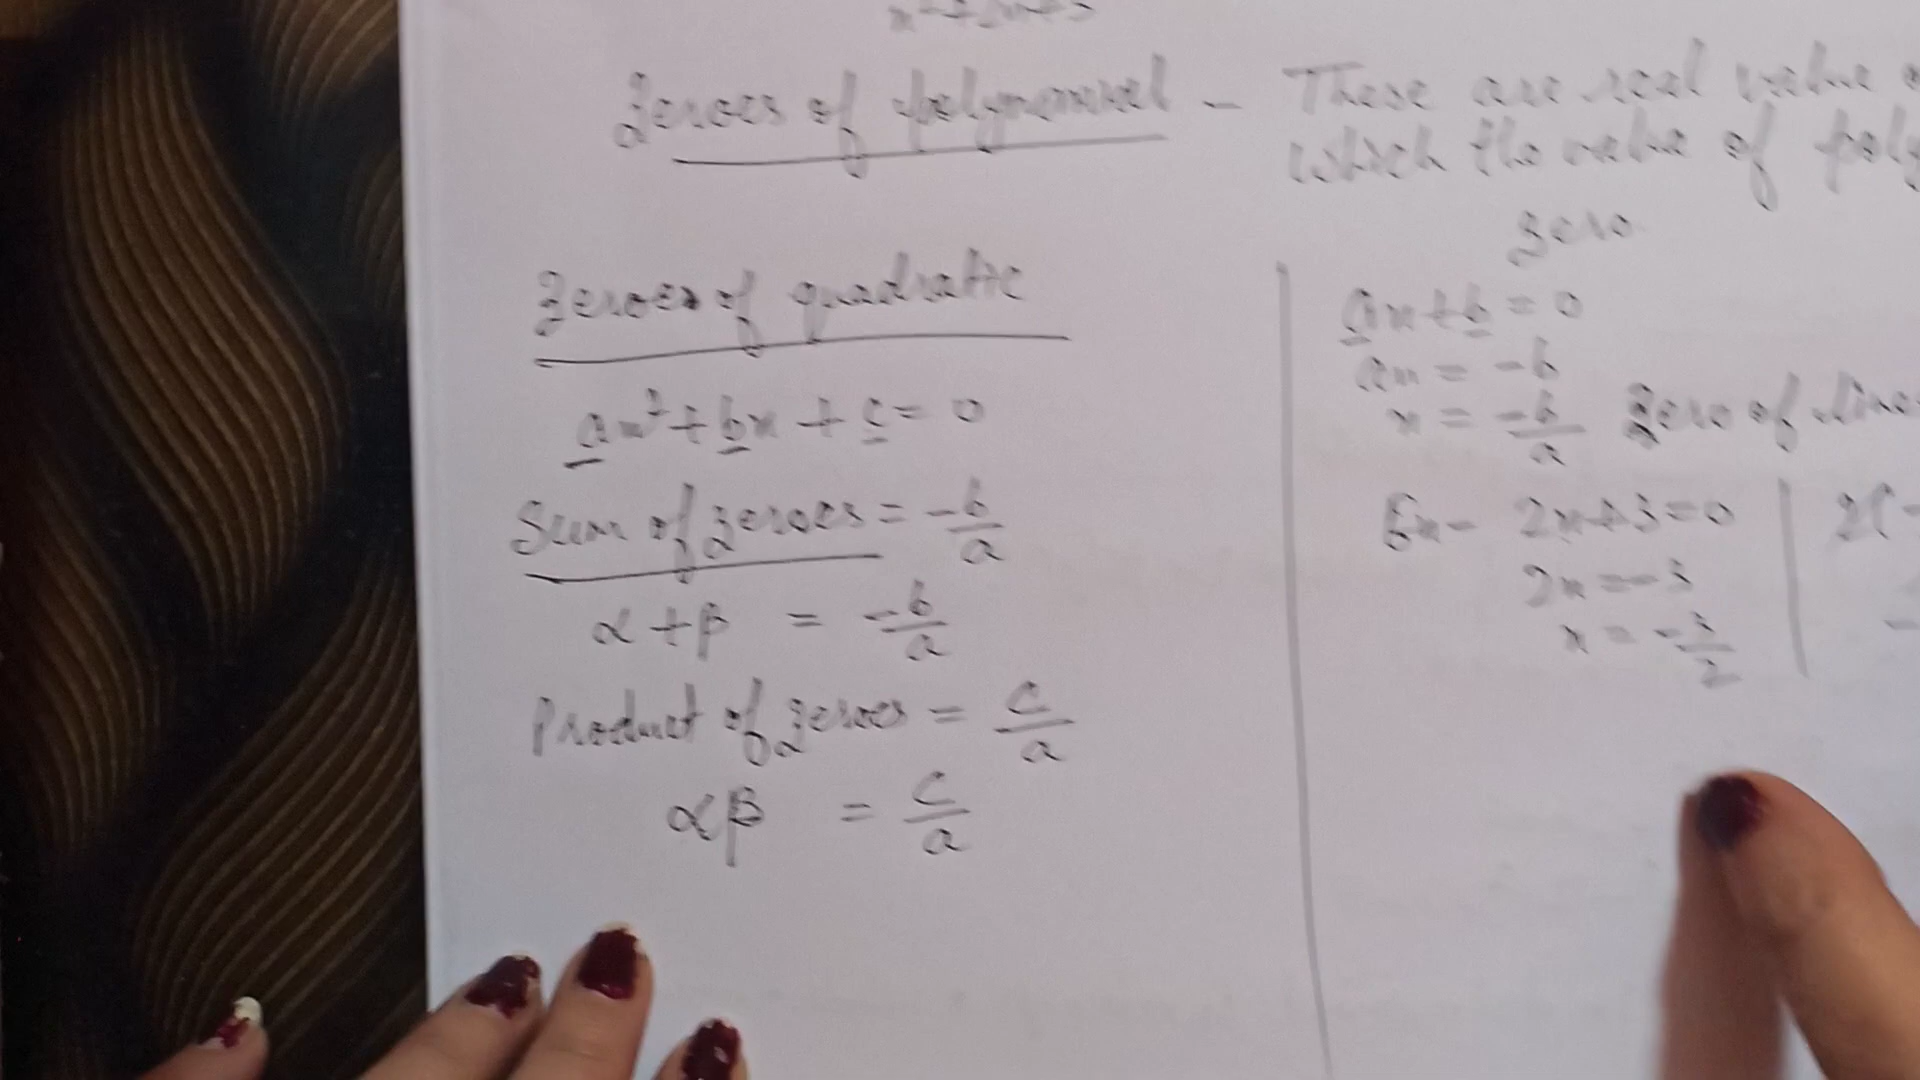 Zeroes of polynomial - These are real value
which the value of poly
zero
Zeroes of quadratic
ax²+bx+c=0
Sum of zeroes = -b/a
α+β = -b/a
Product of zeroes = c/a
αβ = c/a
ax+b=0
ax = -b
x = -b/a Zero of
Ex- 2x+3=0
2x=-3
x = -3/2